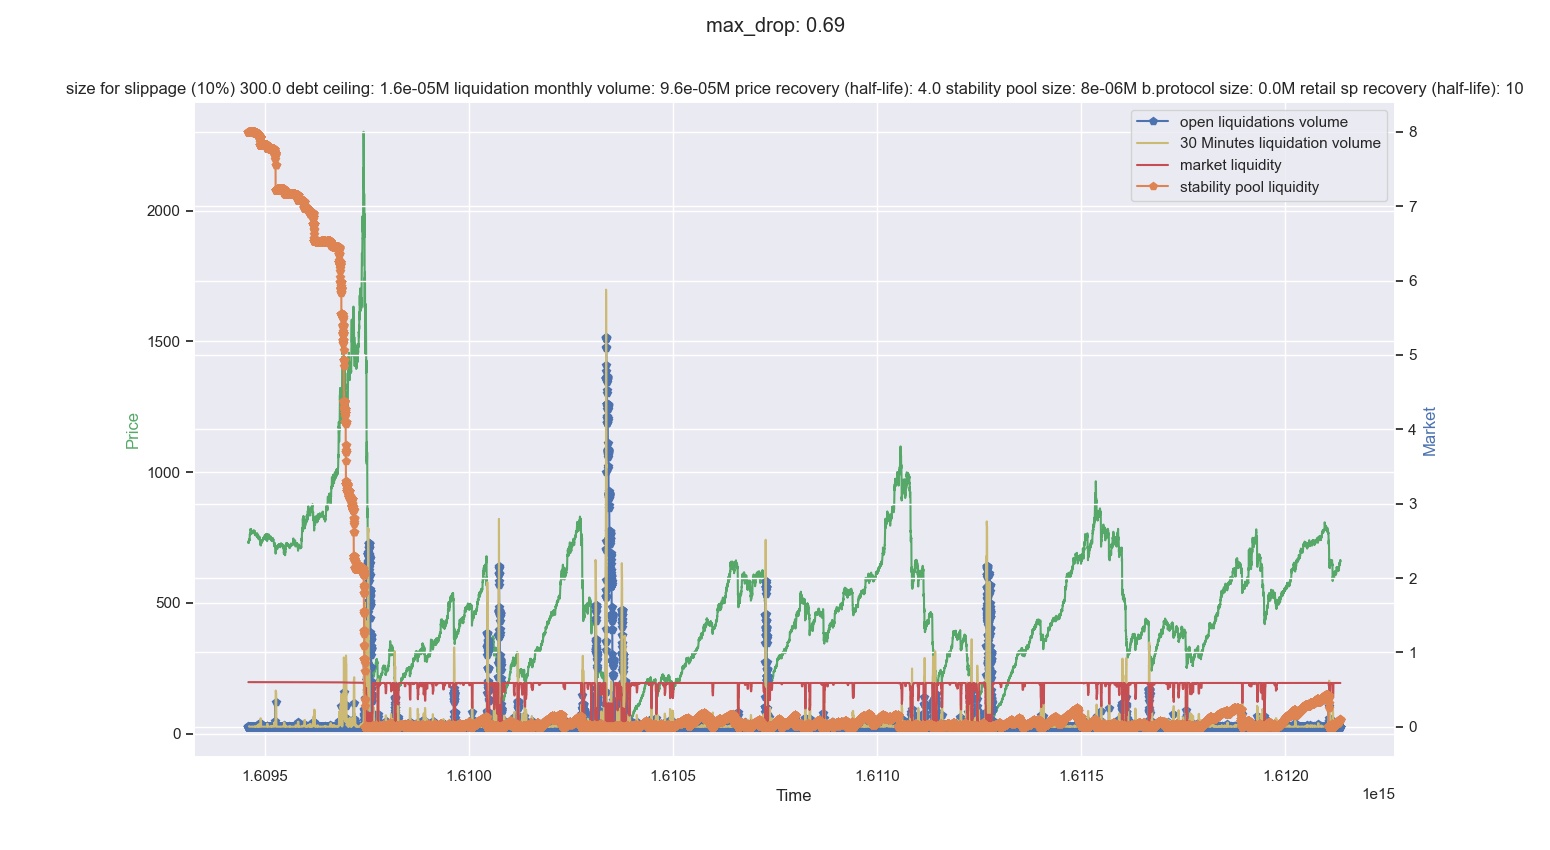 max_drop: 0.69
size for slippage (10%) 300.0 debt ceiling: 1.6e-05M liquidation monthly volume: 9.6e-05M price recovery (half-life): 4.0 stability pool size: 8e-06M b.protocol size: 0.0M retail sp recovery (half-life): 10
open liquidations volume
30 Minutes liquidation volume
market liquidity
stability pool liquidity
Price
2000
1500
1000
500
0
8
7
6
5
4
3
2
1
0
Market
1.6095 1.6100 1.6105 1.6110 1.6115 1.6120
Time
1e15